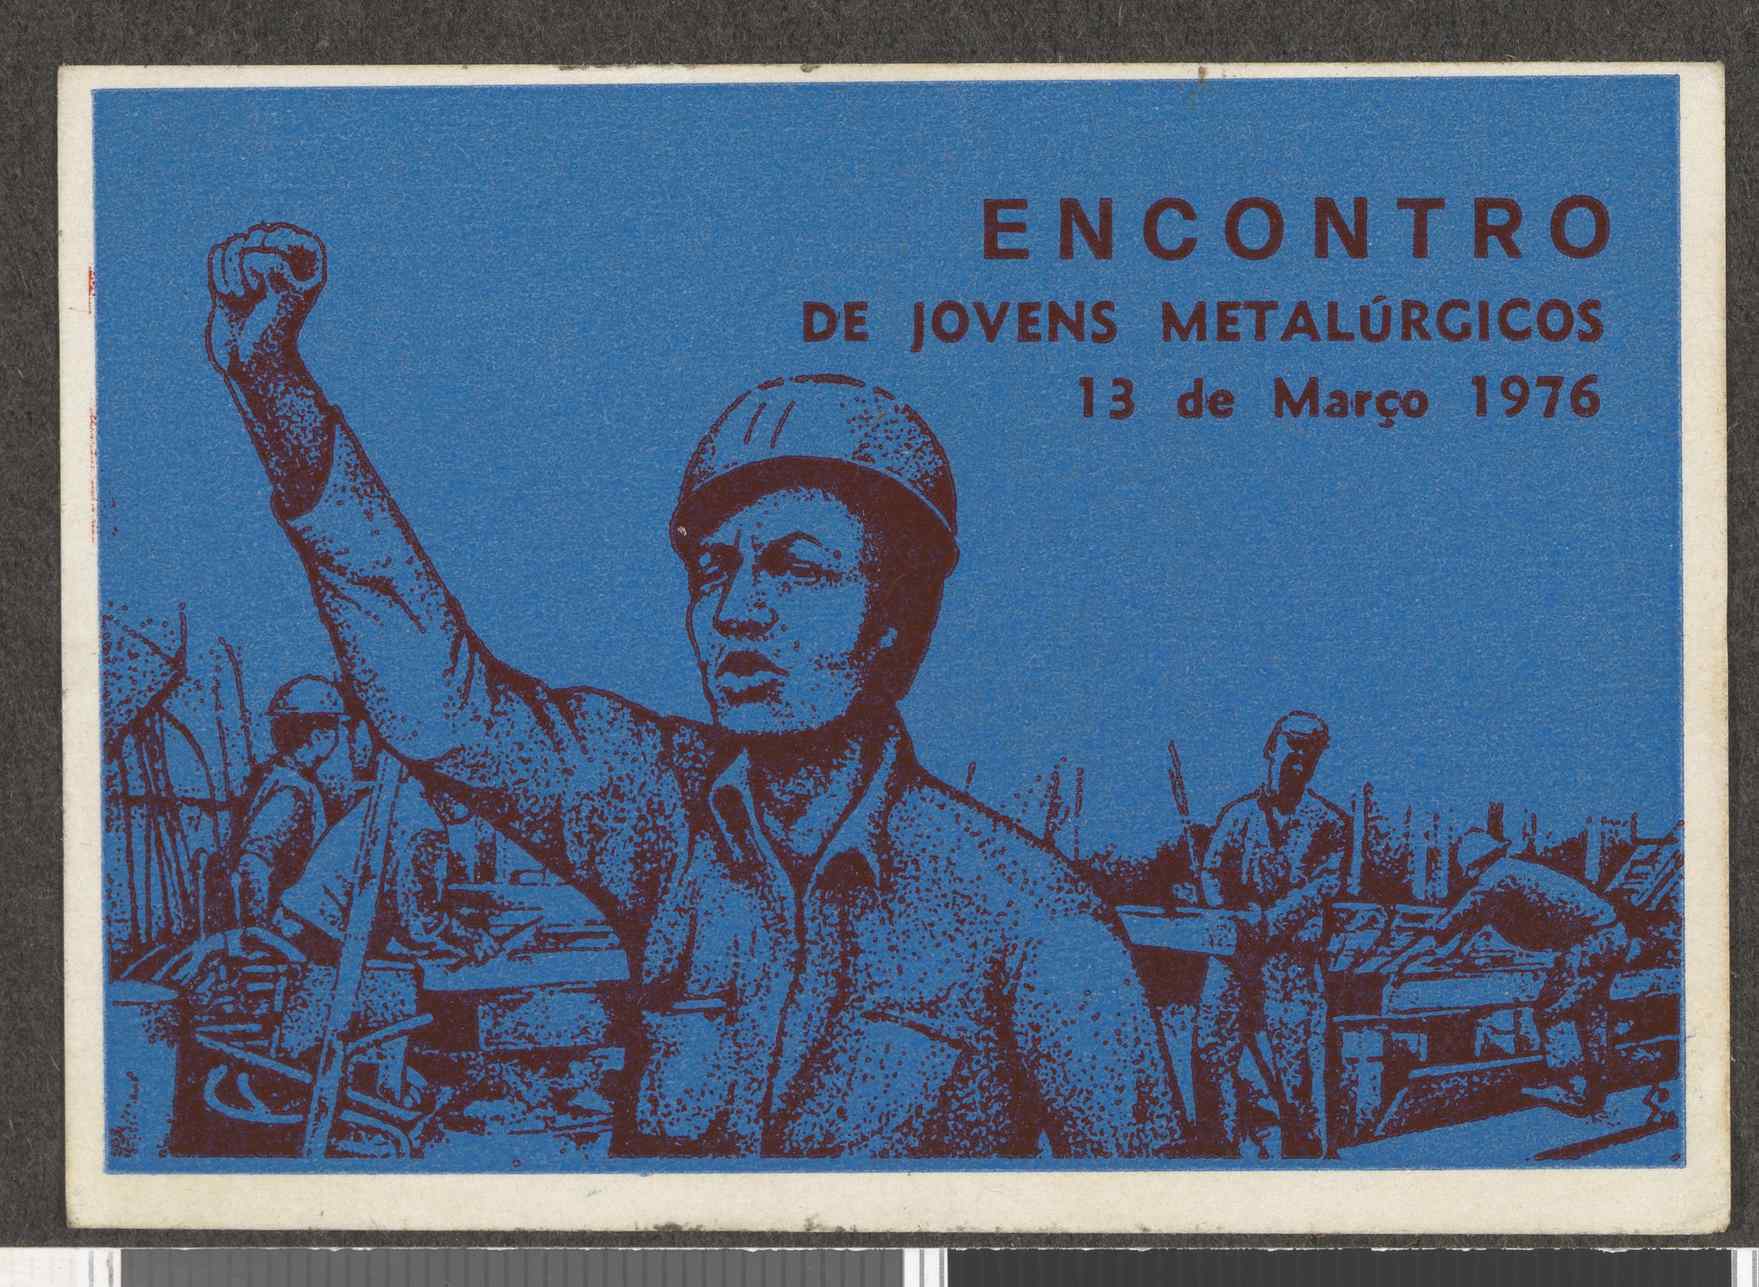 ENCONTRO
DE JOVENS METALÚRGICOS
13 de Março 1976